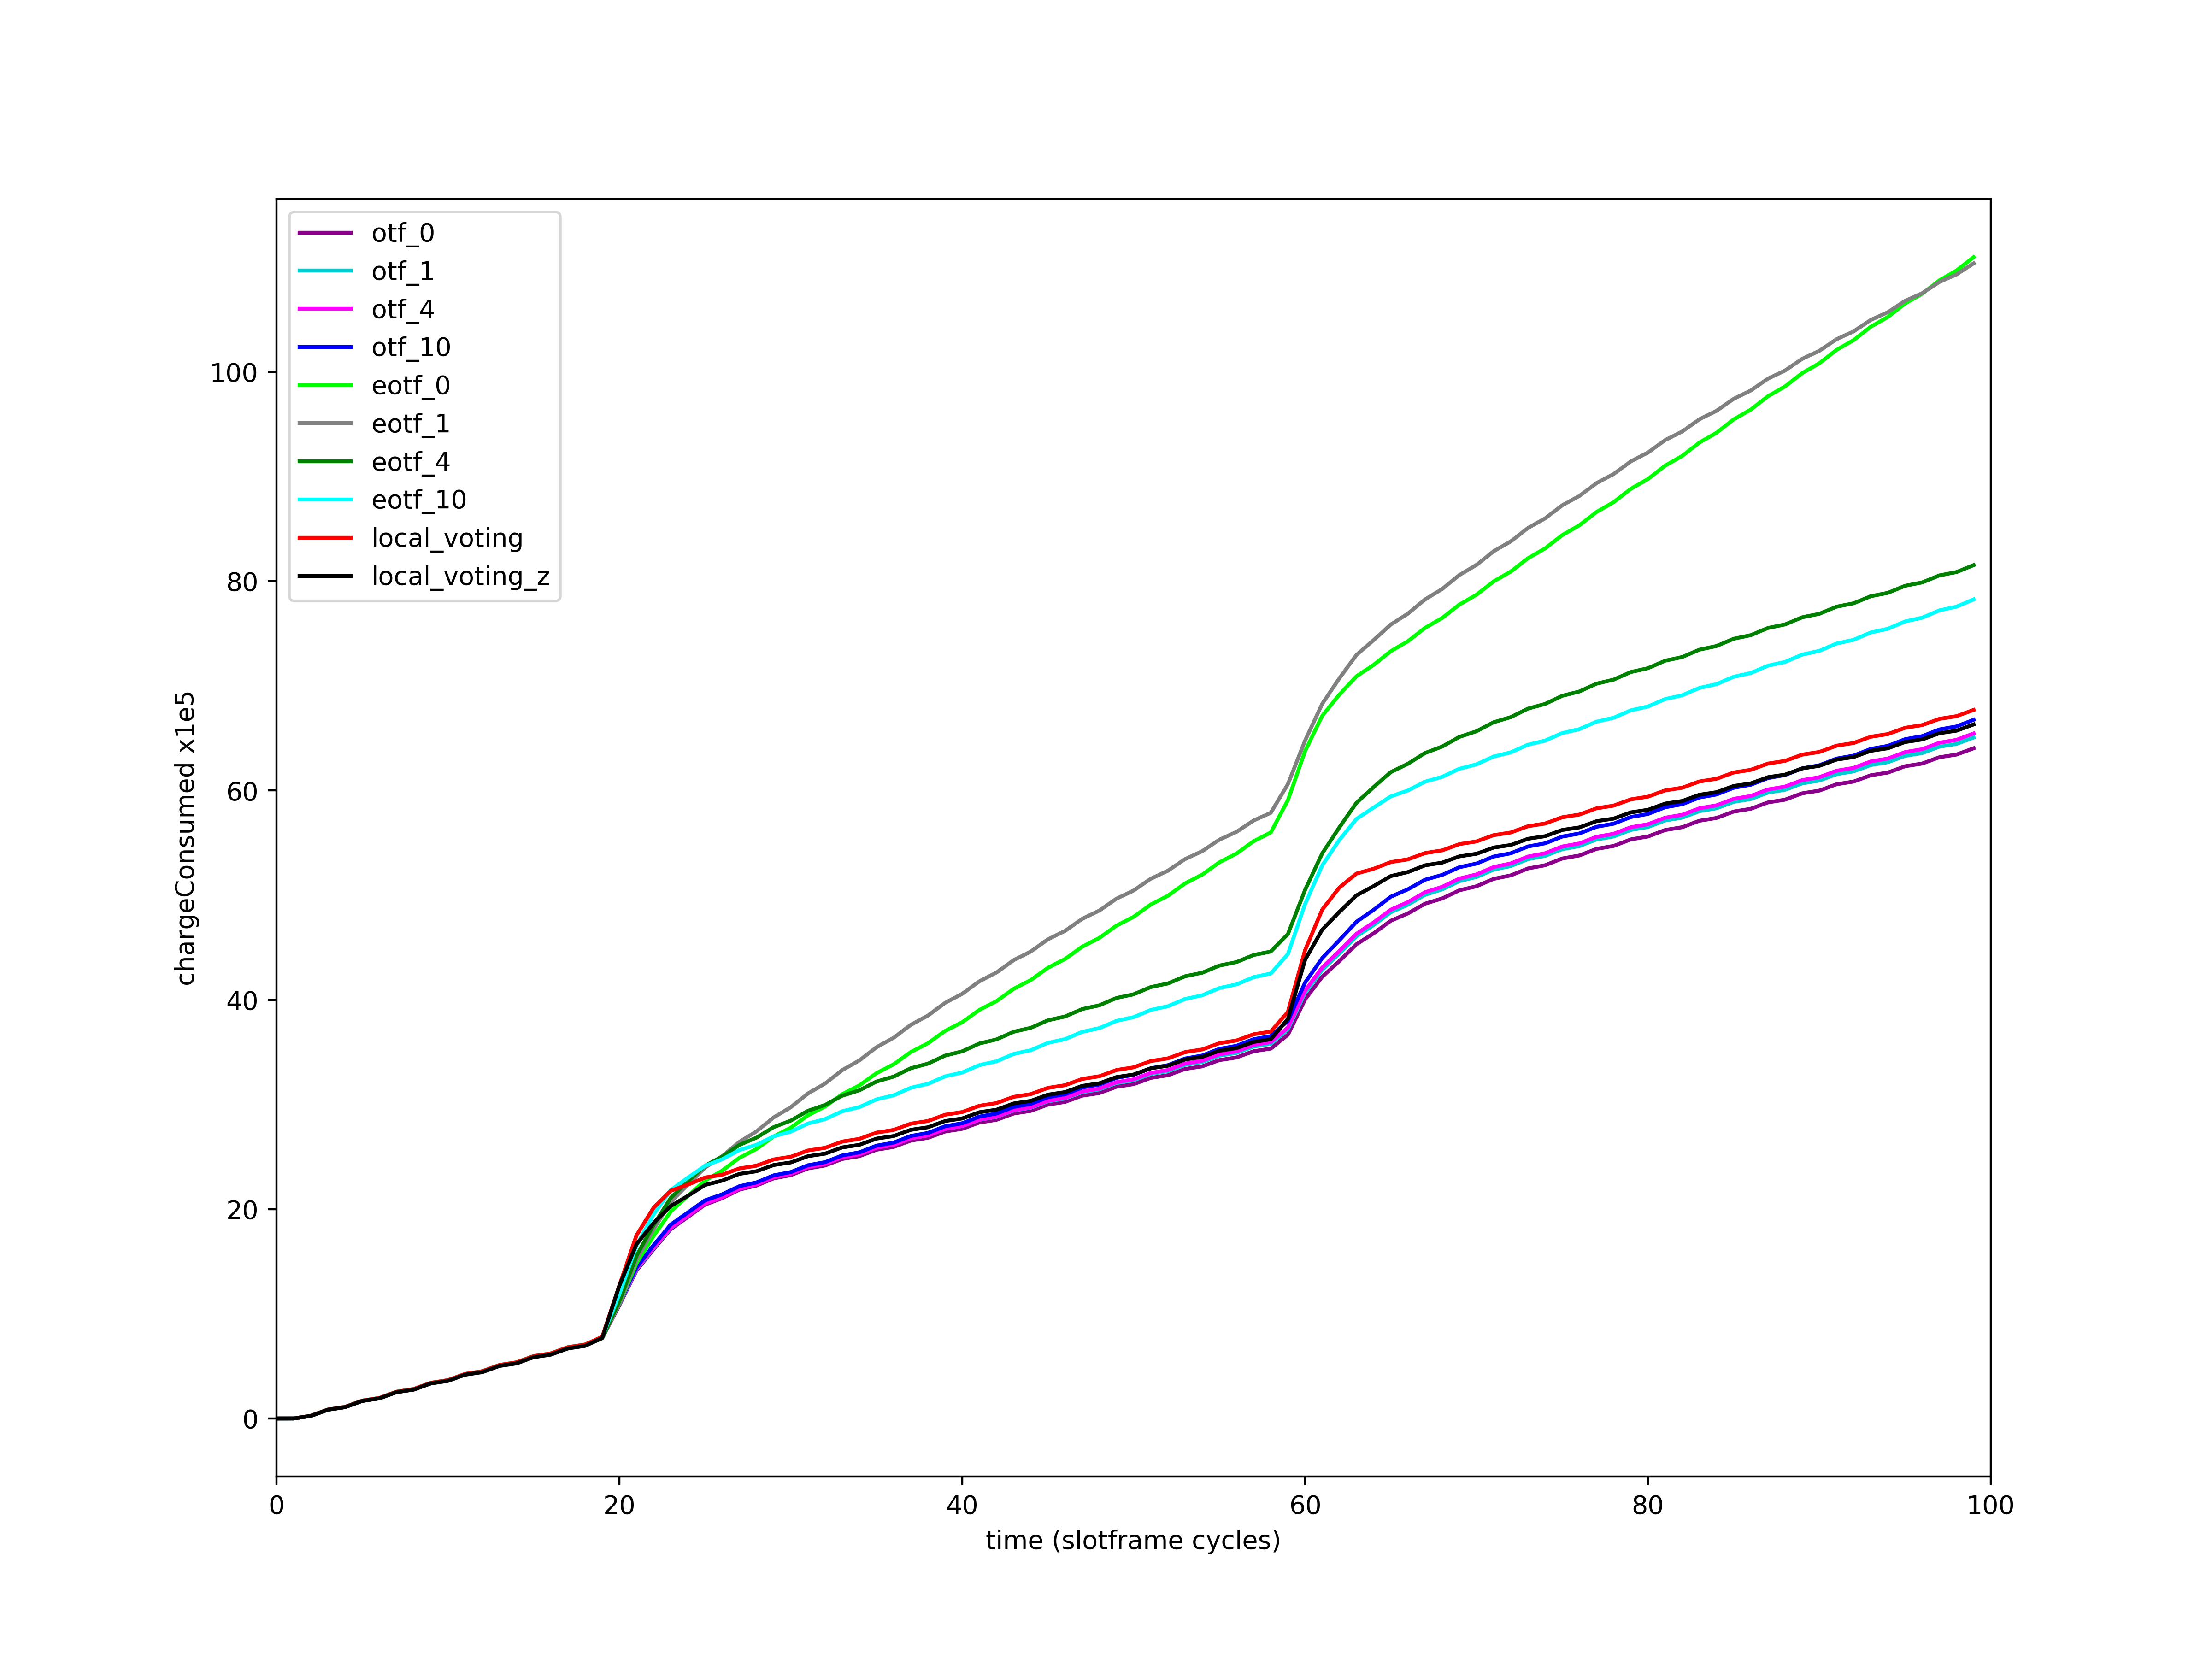 otf_0
otf_1
otf_4
otf_10
eotf_0
eotf_1
eotf_4
eotf_10
local_voting
local_voting_z
chargeConsumed x1e5
100
80
60
40
20
0
0 20 40 60 80 100
time (slotframe cycles)